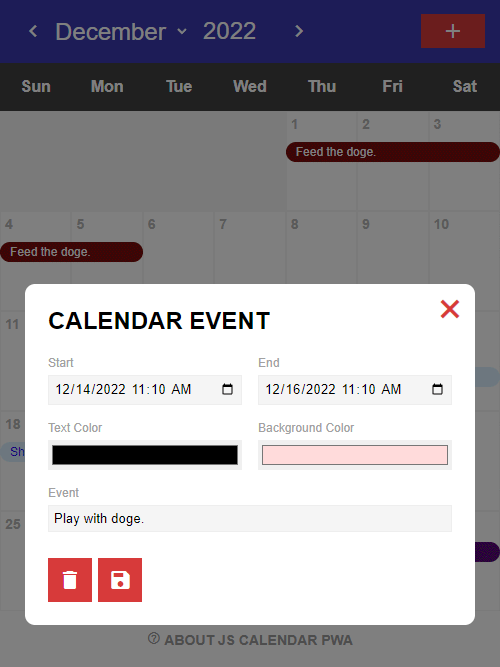 December 2022
Sun Mon Tue Wed Thu Fri Sat
1 2 3
Feed the doge.
4 5 6 7 8 9 10
Feed the doge.
CALENDAR EVENT
11
Start End
12/14/2022 11:10 AM 12/16/2022 11:10 AM
Text Color Background Color
18
Sh
Event
Play with doge.
25
ABOUT JS CALENDAR PWA